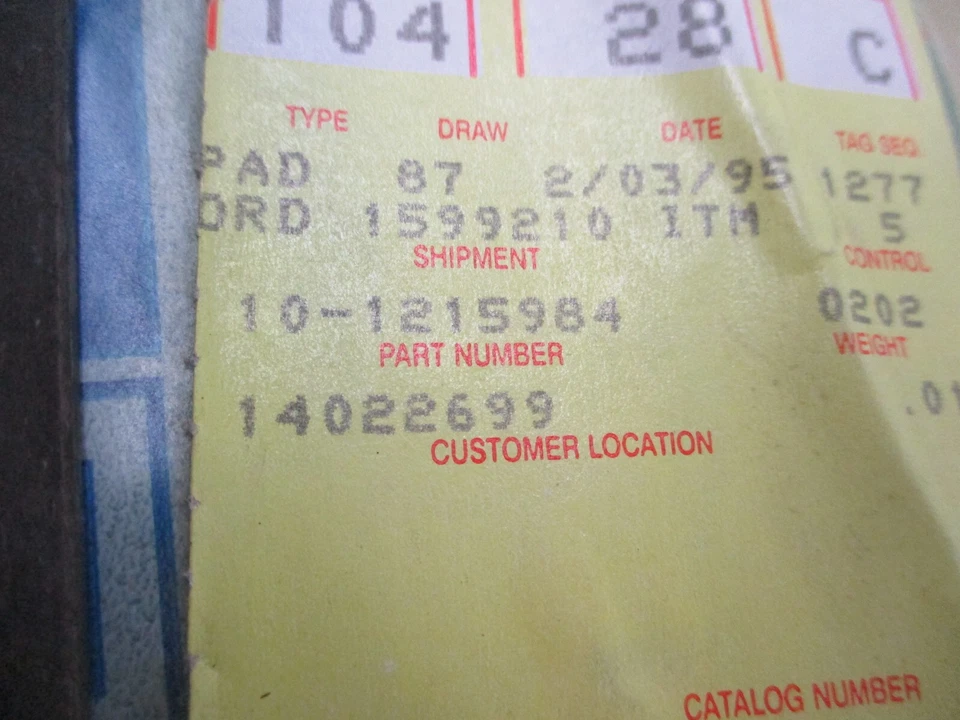 104 28 C
TYPE DRAW DATE TAG SEQ.
PAD 87 2/03/95 1277
ORD 1599210 ITM 5
SHIPMENT CONTROL
10-1215984 0202
PART NUMBER WEIGHT
14022699 .01
CUSTOMER LOCATION
CATALOG NUMBER